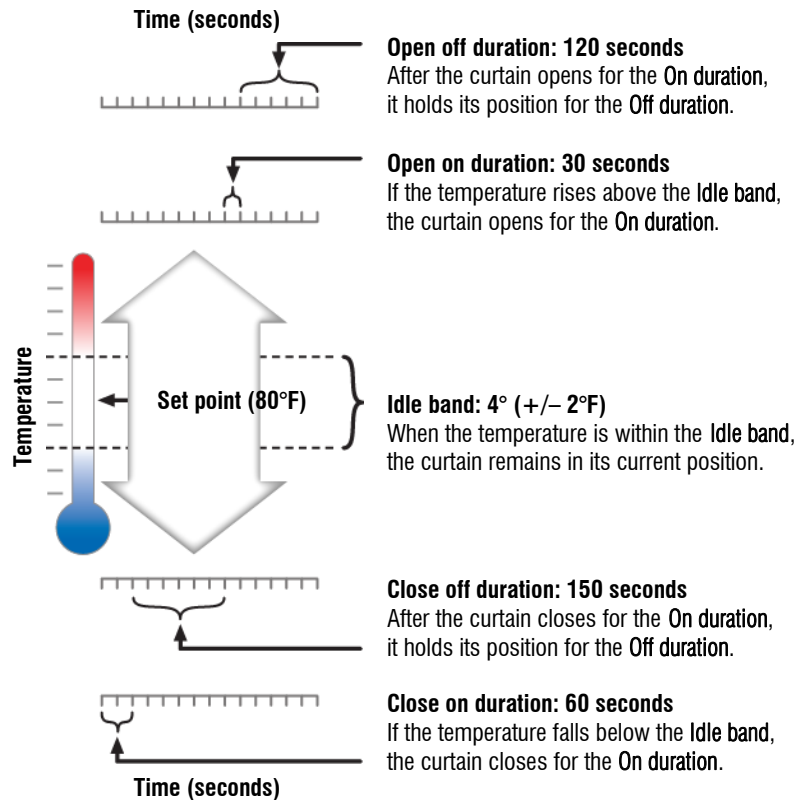 Time (seconds)
Open off duration: 120 seconds
After the curtain opens for the On duration,
it holds its position for the Off duration.
Open on duration: 30 seconds
If the temperature rises above the Idle band,
the curtain opens for the On duration.
Temperature
Set point (80°F)
Idle band: 4° (+/– 2°F)
When the temperature is within the Idle band,
the curtain remains in its current position.
Close off duration: 150 seconds
After the curtain closes for the On duration,
it holds its position for the Off duration.
Close on duration: 60 seconds
If the temperature falls below the Idle band,
the curtain closes for the On duration.
Time (seconds)